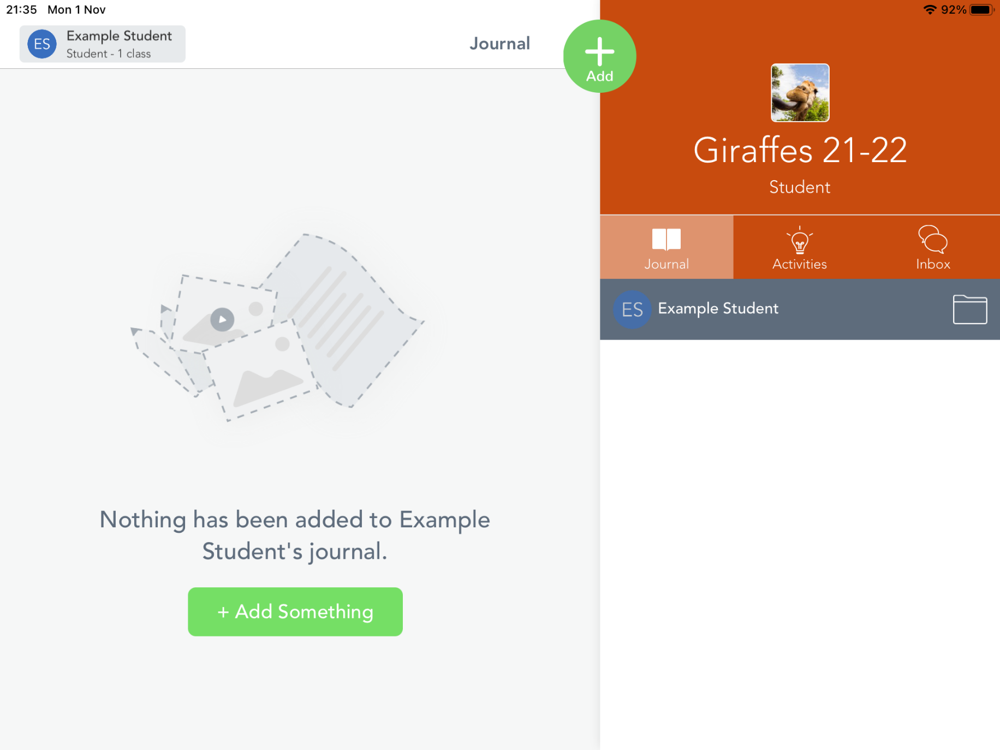 21:35 Mon 1 Nov
92%
ES
Example Student
Student - 1 class
Journal
Add
Giraffes 21-22
Student
Journal
Activities
Inbox
ES
Example Student
Nothing has been added to Example
Student's journal.
+ Add Something